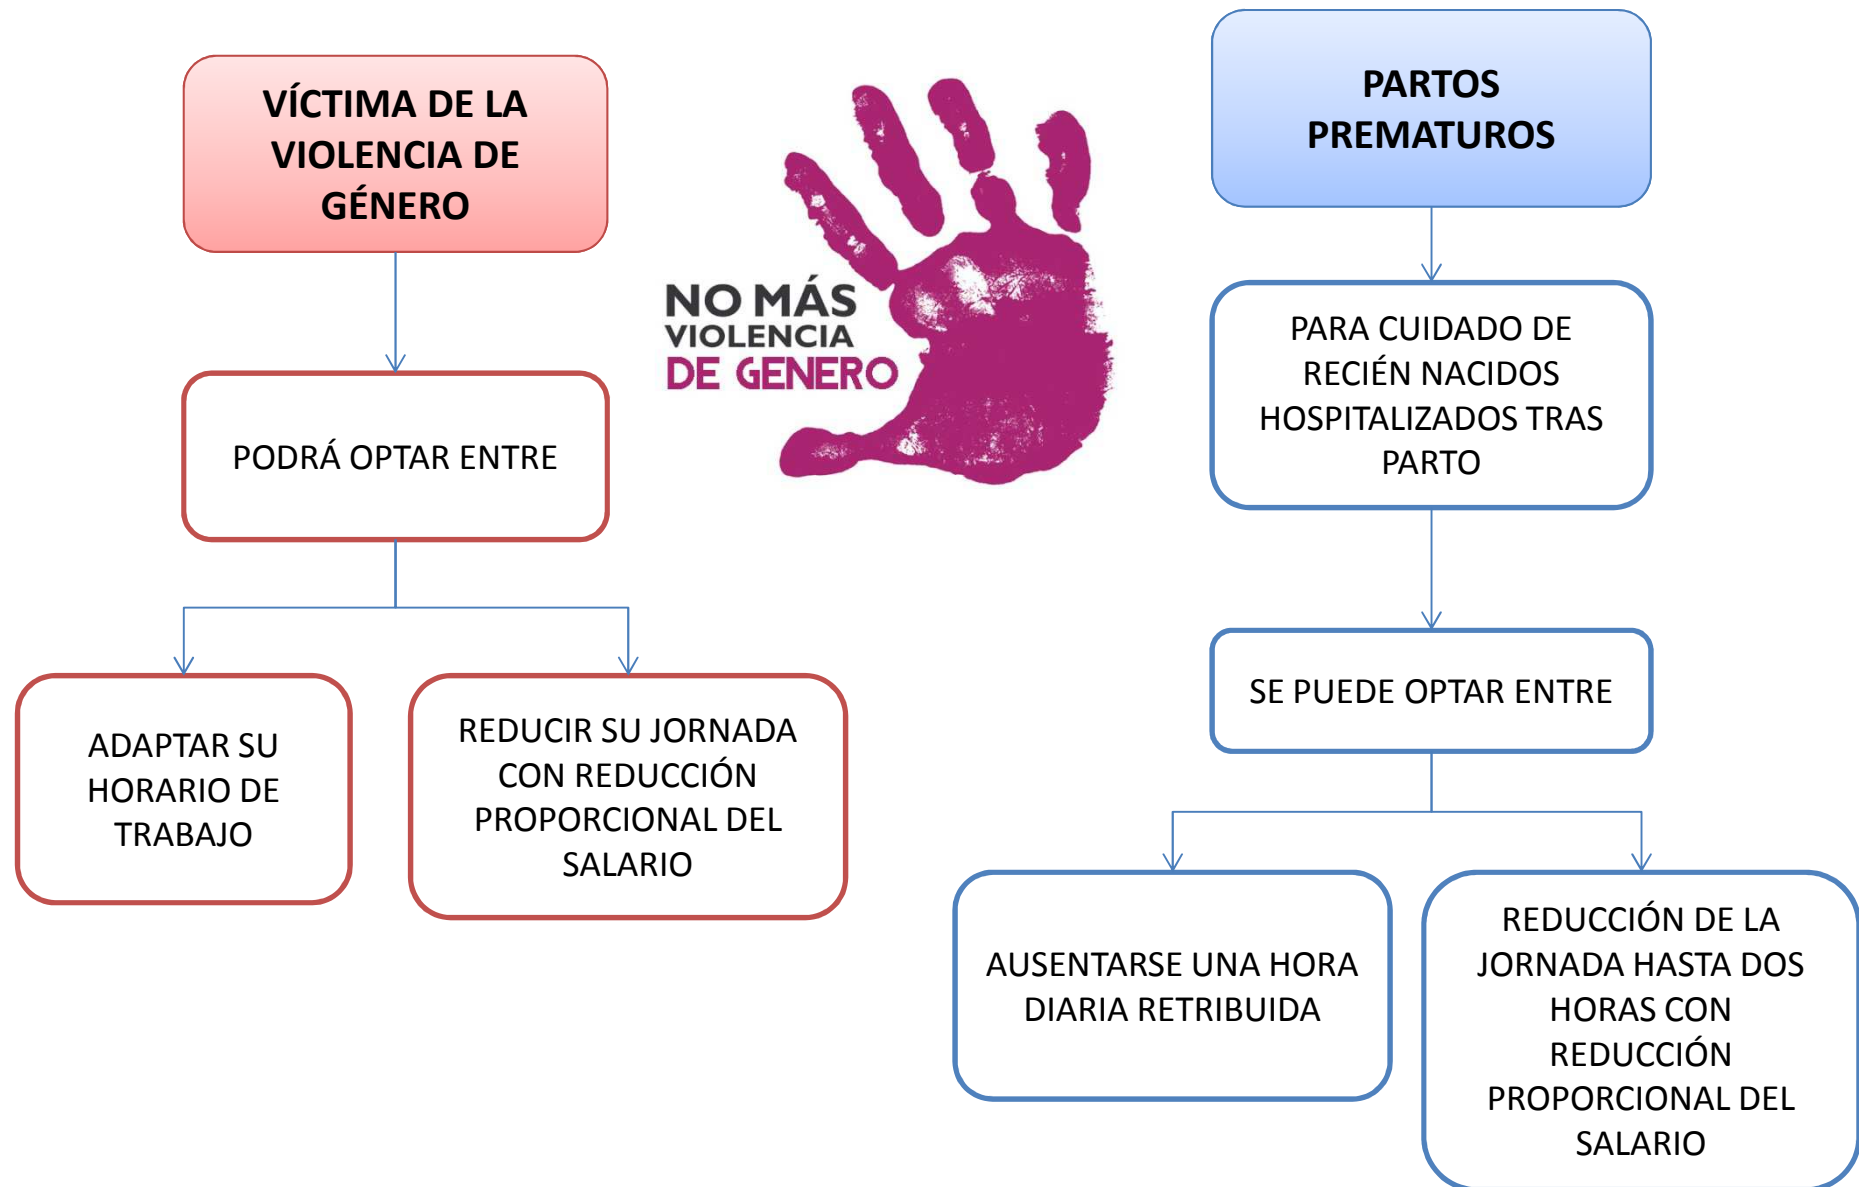 VÍCTIMA DE LA
VIOLENCIA DE
GÉNERO
PODRÁ OPTAR ENTRE
ADAPTAR SU
HORARIO DE
TRABAJO
REDUCIR SU JORNADA
CON REDUCCIÓN
PROPORCIONAL DEL
SALARIO
NO MÁS
VIOLENCIA
DE GENERO
PARTOS
PREMATUROS
PARA CUIDADO DE
RECIÉN NACIDOS
HOSPITALIZADOS TRAS
PARTO
SE PUEDE OPTAR ENTRE
AUSENTARSE UNA HORA
DIARIA RETRIBUIDA
REDUCCIÓN DE LA
JORNADA HASTA DOS
HORAS CON
REDUCCIÓN
PROPORCIONAL DEL
SALARIO